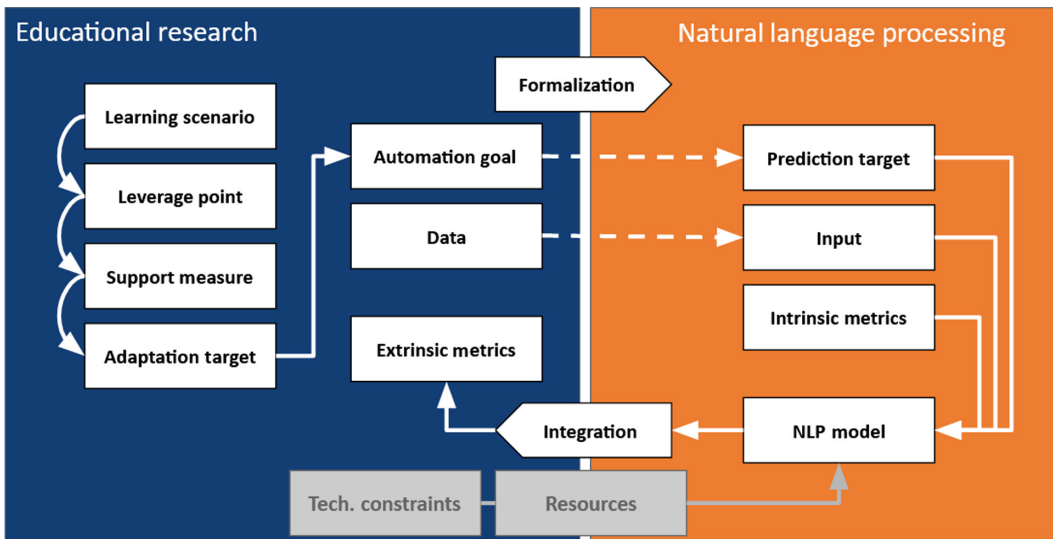 Educational research
Natural language processing
Formalization
Learning scenario
Leverage point
Support measure
Adaptation target
Automation goal
Data
Extrinsic metrics
Prediction target
Input
Intrinsic metrics
Integration
NLP model
Tech. constraints
Resources